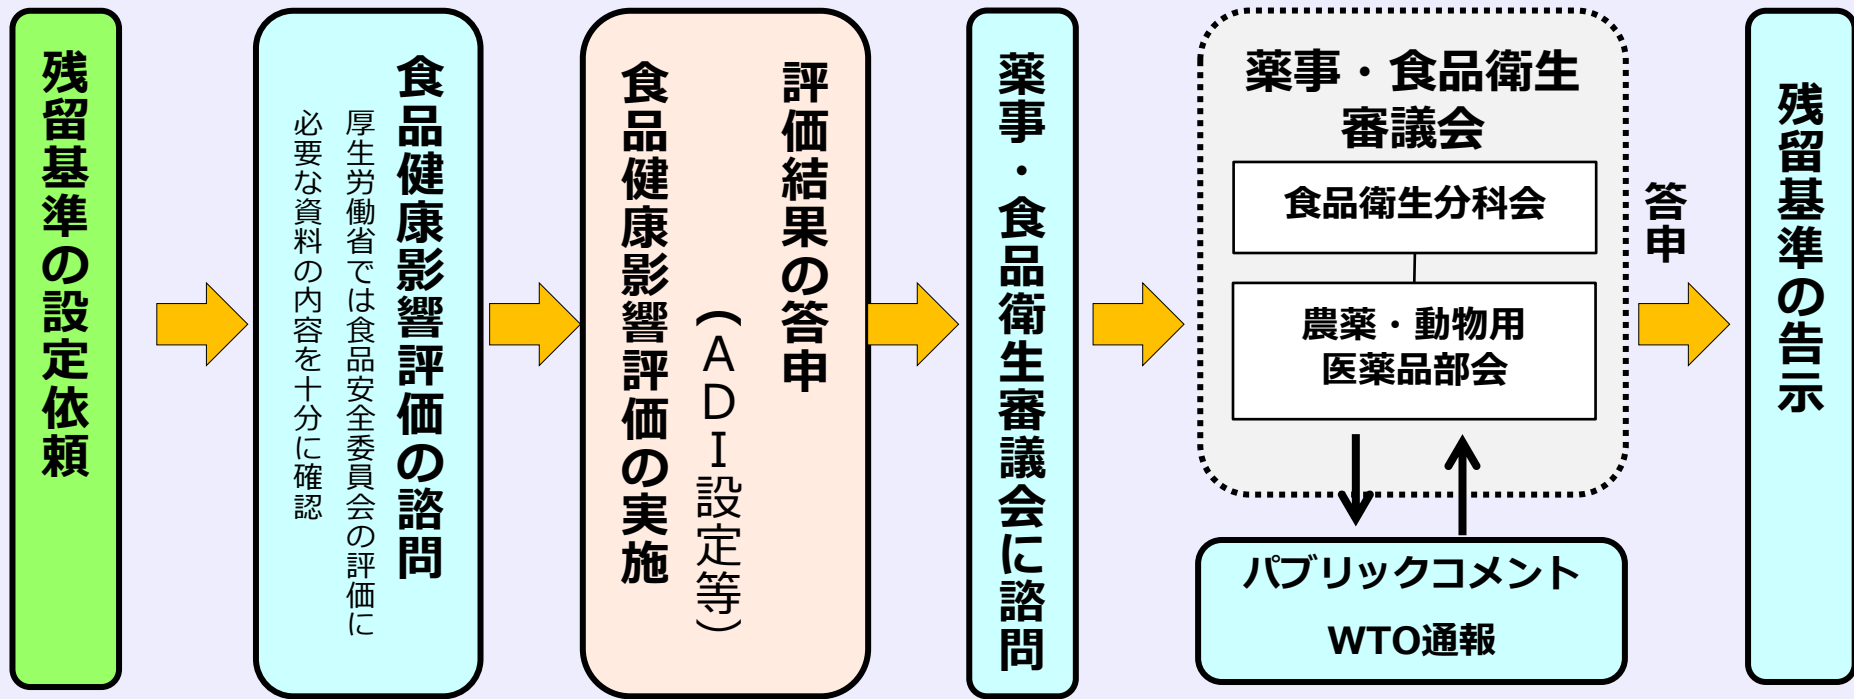 残留基準の設定依頼
食品健康影響評価の諮問
厚生労働省では食品安全委員会の評価に
必要な資料の内容を十分に確認
評価結果の答申
（ＡＤＩ設定等）
食品健康影響評価の実施
薬事・食品衛生審議会に諮問
薬事・食品衛生
審議会
食品衛生分科会
農薬・動物用
医薬品部会
パブリックコメント
WTO通報
答申
残留基準の告示